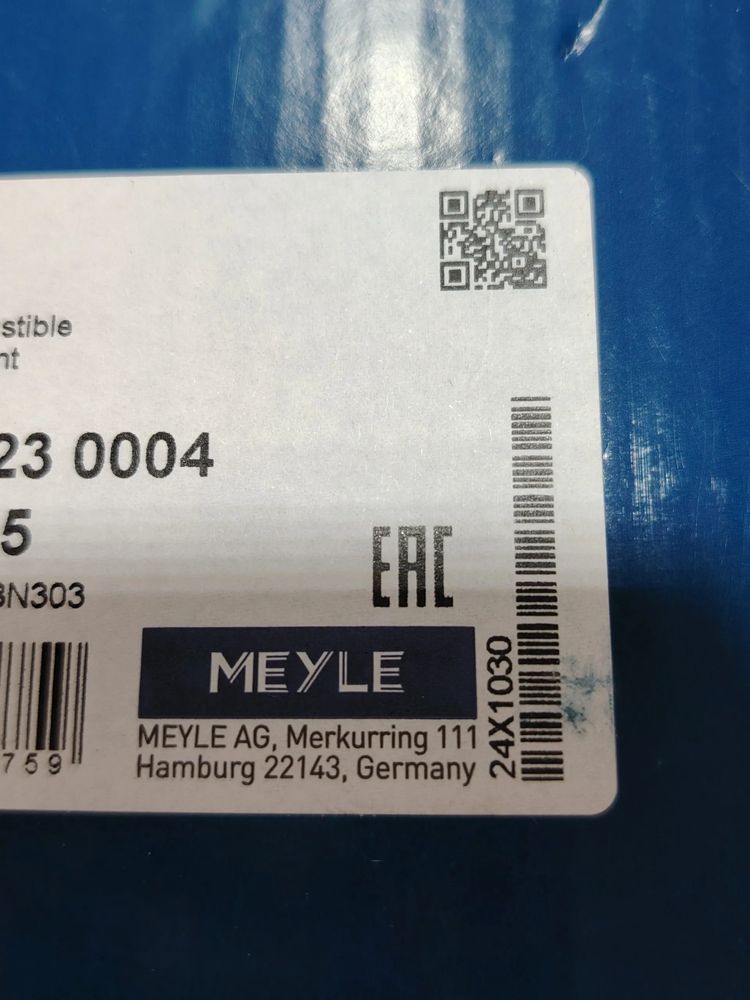 stible
nt
23 0004
5
3N303
EAC
MEYLE
759
MEYLE AG, Merkurring 111
Hamburg 22143, Germany
24X1030